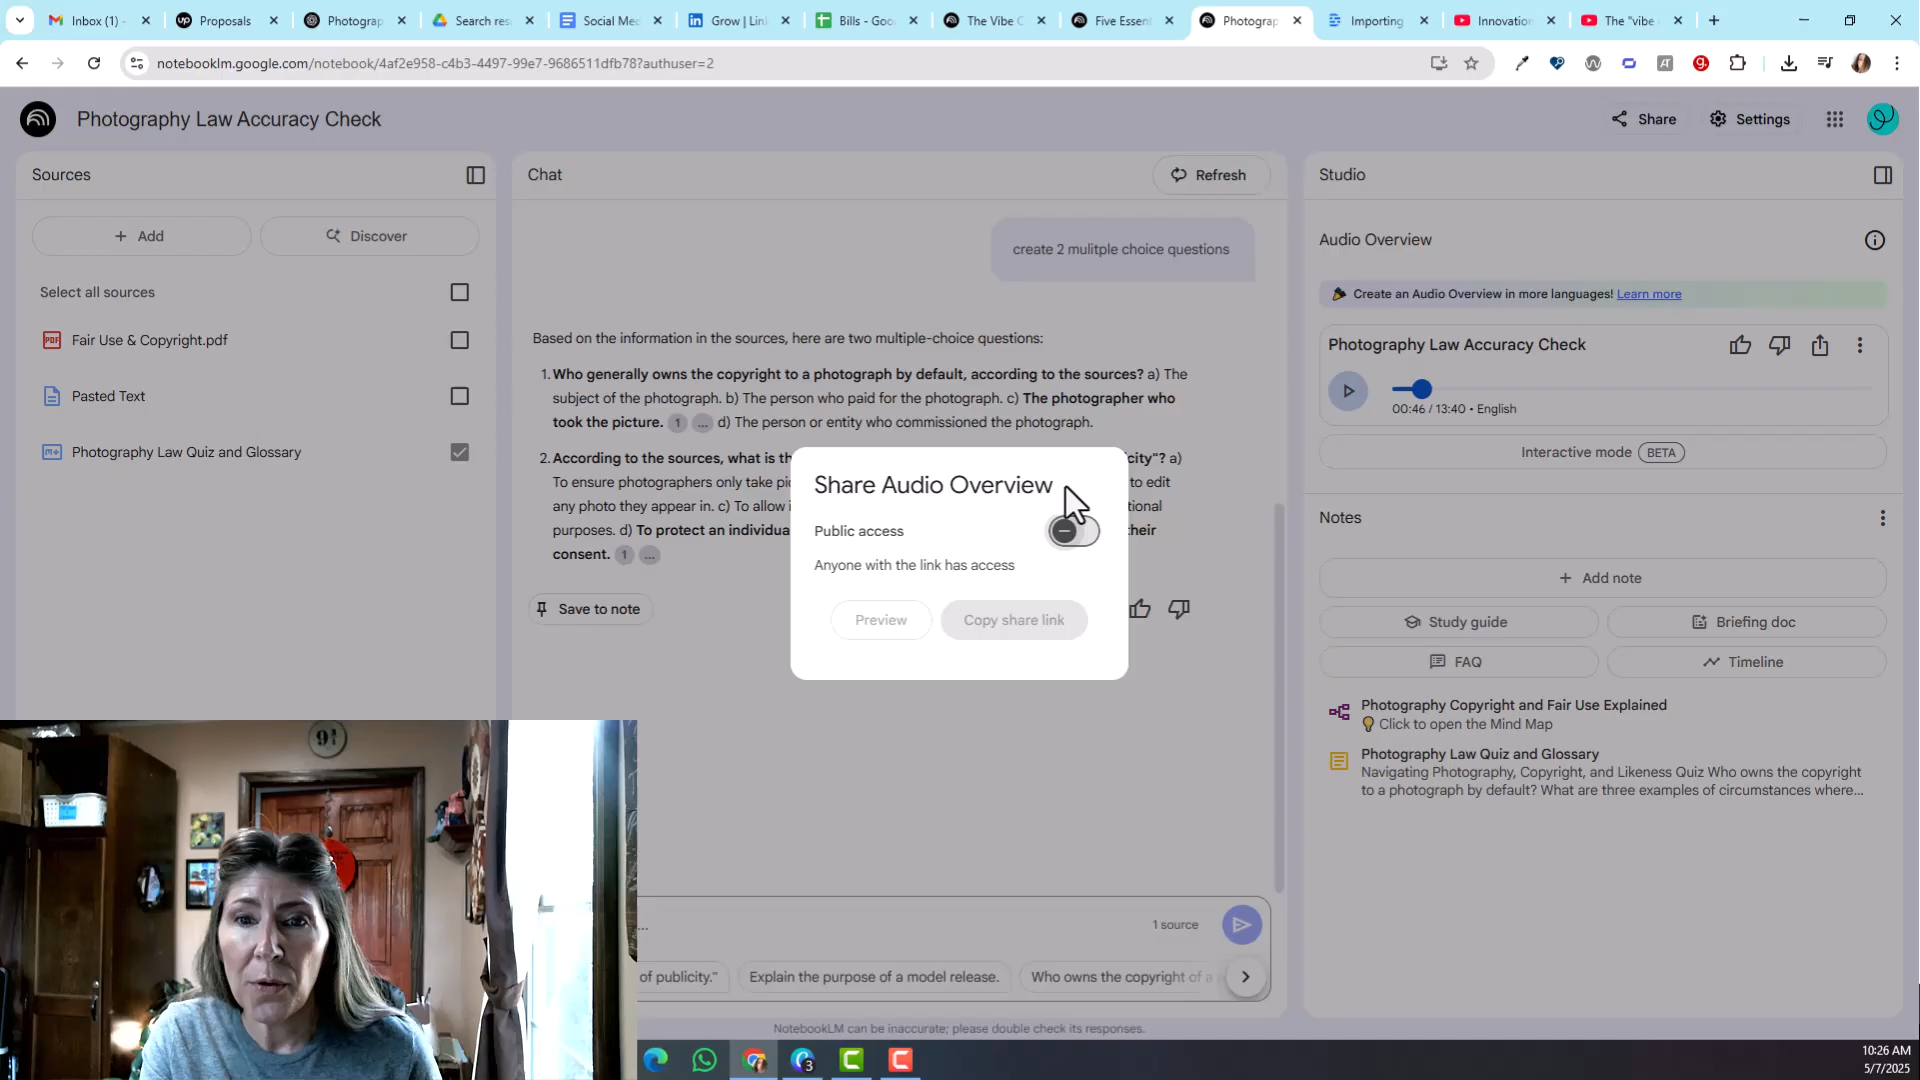 Inbox (1) -
Proposals
Photograp
Search res
Social Med
Grow | Lin
Bills - Goo
The Vibe C
Five Essent
Photograp
Importing
Innovation
The "vibe
notebooklm.google.com/notebook/4af2e958-c4b3-4497-99e7-9686511dfb78?authuser=2
Photography Law Accuracy Check
Share
Settings
Sources
Chat
Refresh
Studio
Add
Discover
Select all sources
Fair Use & Copyright.pdf
Pasted Text
Photography Law Quiz and Glossary
create 2 mulitple choice questions
Based on the information in the sources, here are two multiple-choice questions:
1. Who generally owns the copyright to a photograph by default, according to the sources? a) The
subject of the photograph. b) The person who paid for the photograph. c) The photographer who
took the picture. 1 ... d) The person or entity who commissioned the photograph.
2. According to the sources, what is th city"? a)
To ensure photographers only take pi to edit
any photo they appear in. c) To allow i tional
purposes. d) To protect an individua their
consent. 1 ...
Save to note
Share Audio Overview
Public access
Anyone with the link has access
Preview
Copy share link
...
1 source
of publicity."
Explain the purpose of a model release.
Who owns the copyright of a
NotebookLM can be inaccurate; please double check its responses.
Audio Overview
Create an Audio Overview in more languages! Learn more
Photography Law Accuracy Check
00:46 / 13:40 • English
Interactive mode BETA
Notes
Add note
Study guide
Briefing doc
FAQ
Timeline
Photography Copyright and Fair Use Explained
Click to open the Mind Map
Photography Law Quiz and Glossary
Navigating Photography, Copyright, and Likeness Quiz Who owns the copyright
to a photograph by default? What are three examples of circumstances where...
3
10:26 AM
5/7/2025